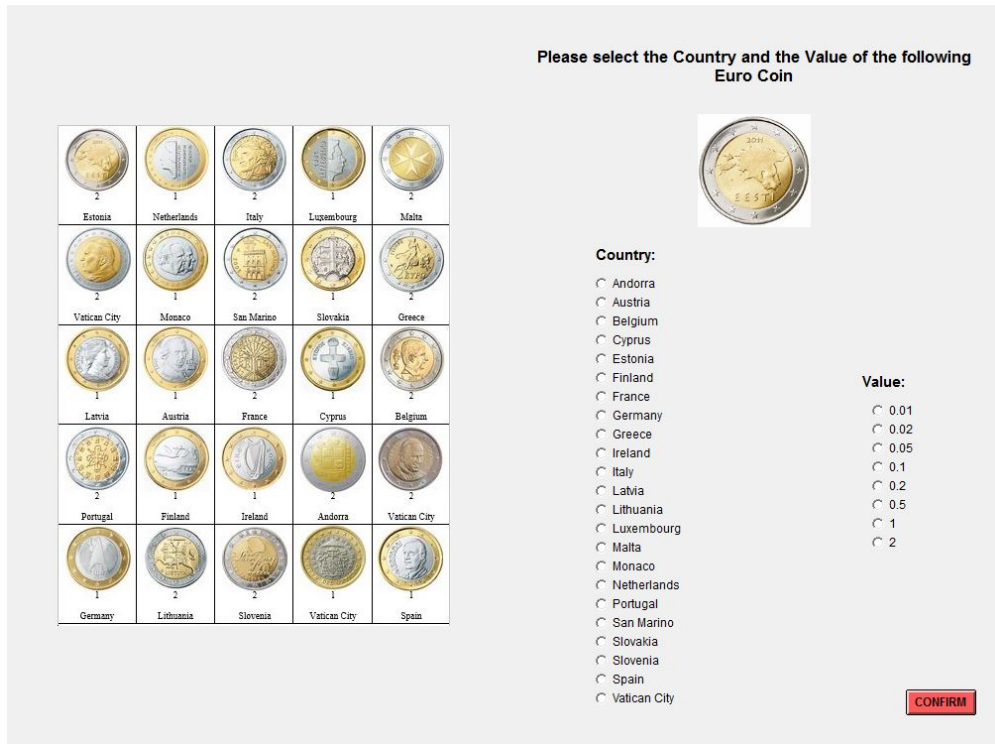 Please select the Country and the Value of the following
Euro Coin
2011
EESTI
2
Estonia
1
Netherlands
2
Italy
1
Luxembourg
2
Malta
2
Vatican City
1
Monaco
2
San Marino
1
Slovakia
2
Greece
1
Latvia
1
Austria
2
France
1
Cyprus
2
Belgium
2
Portugal
1
Finland
1
Ireland
2
Andorra
2
Vatican City
1
Germany
2
Lithuania
2
Slovenia
1
Vatican City
1
Spain
Country:
Andorra
Austria
Belgium
Cyprus
Estonia
Finland
France
Germany
Greece
Ireland
Italy
Latvia
Lithuania
Luxembourg
Malta
Monaco
Netherlands
Portugal
San Marino
Slovakia
Slovenia
Spain
Vatican City
Value:
0.01
0.02
0.05
0.1
0.2
0.5
1
2
CONFIRM